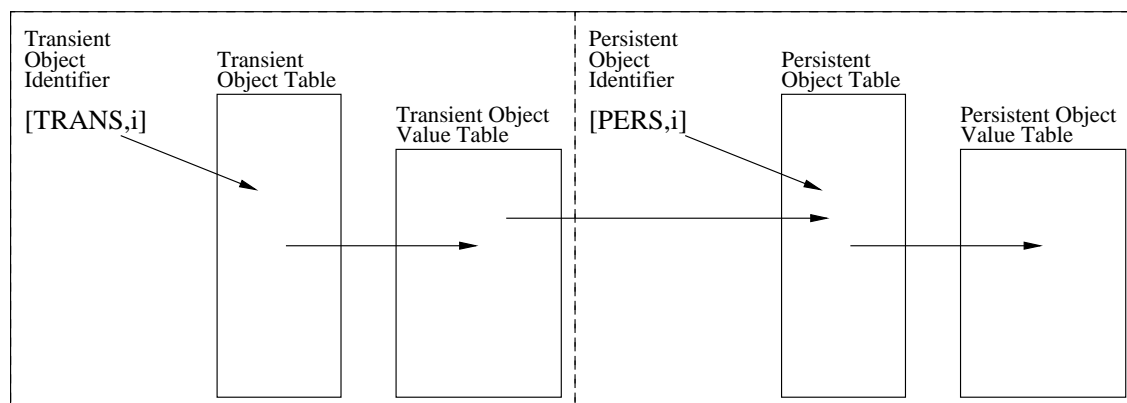 Transient
Object
Identifier
[TRANS,i]
Transient
Object Table
Transient Object
Value Table
Persistent
Object
Identifier
[PERS,i]
Persistent
Object Table
Persistent Object
Value Table